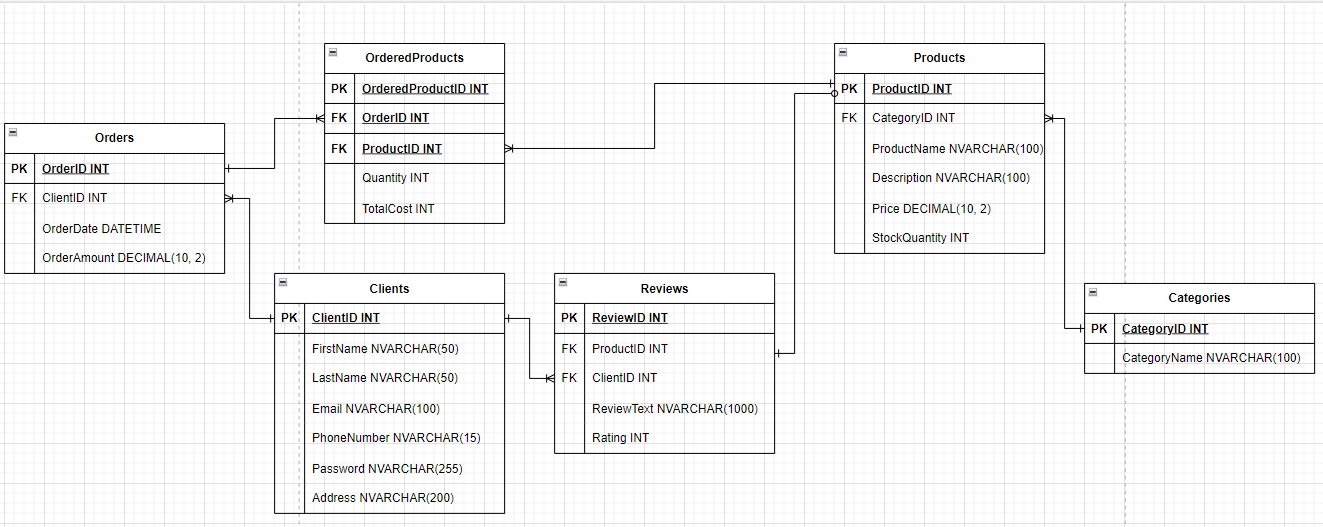 OrderedProducts
PK OrderedProductID INT
FK OrderID INT
FK ProductID INT
Quantity INT
TotalCost INT
Products
PK ProductID INT
FK CategoryID INT
ProductName NVARCHAR(100)
Description NVARCHAR(100)
Price DECIMAL(10, 2)
StockQuantity INT
Orders
PK OrderID INT
FK ClientID INT
OrderDate DATETIME
OrderAmount DECIMAL(10, 2)
Clients
PK ClientID INT
FirstName NVARCHAR(50)
LastName NVARCHAR(50)
Email NVARCHAR(100)
PhoneNumber NVARCHAR(15)
Password NVARCHAR(255)
Address NVARCHAR(200)
Reviews
PK ReviewID INT
FK ProductID INT
FK ClientID INT
ReviewText NVARCHAR(1000)
Rating INT
Categories
PK CategoryID INT
CategoryName NVARCHAR(100)